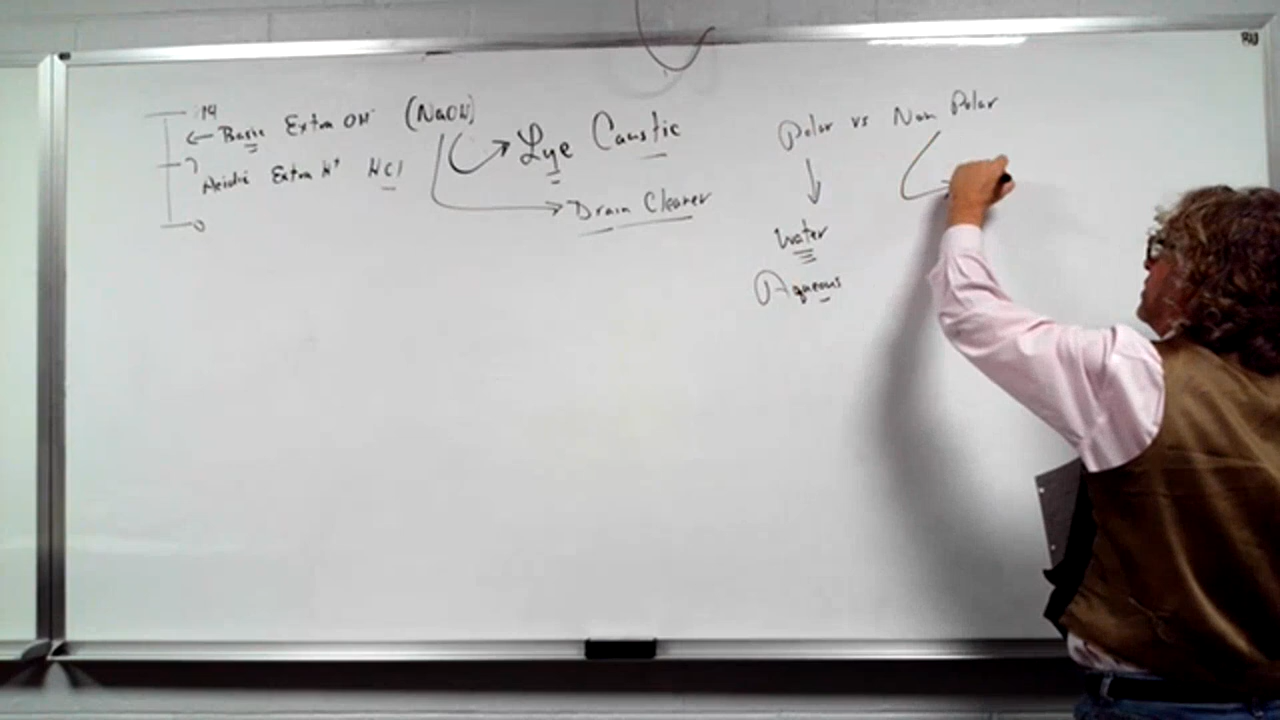 14
← Basic Extra OH⁻ (NaOH)
Lye Caustic
7
Acidic Extra H⁺ HCl
Drain Cleaner
0
Polar vs Non Polar
Water
Aqueous